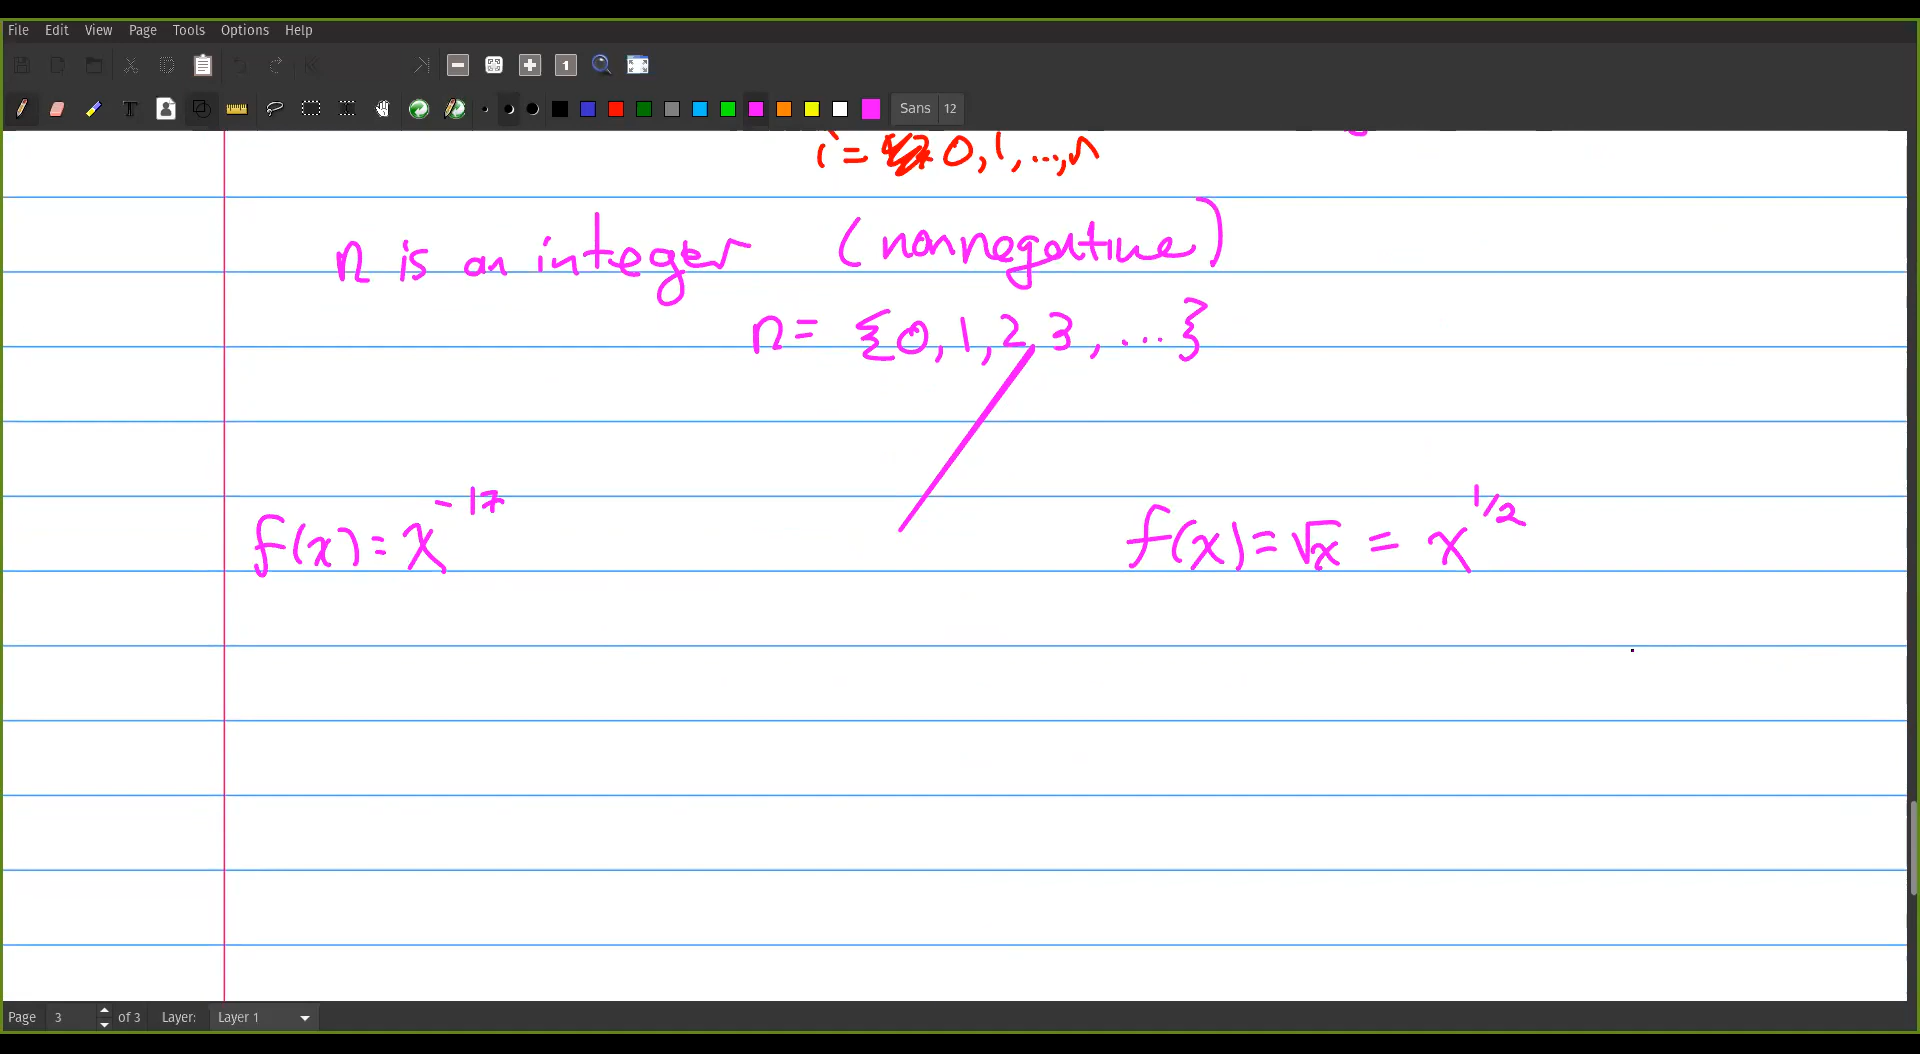 File Edit View Page Tools Options Help
1
T Sans 12
i = 0, 1, ..., n
n is an integer (nonnegative)
n = {0, 1, 2, 3, ...}
f(x) = x^{-17} f(x) = √x = x^{1/2}
Page 3 of 3 Layer: Layer 1